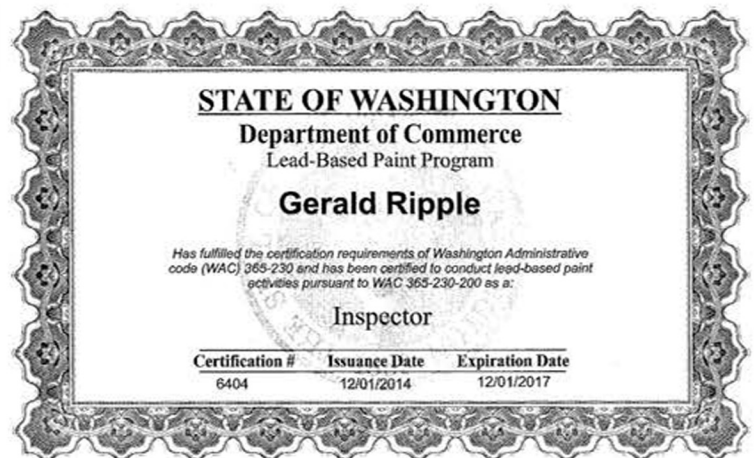 STATE OF WASHINGTON
Department of Commerce
Lead-Based Paint Program
Gerald Ripple
Has fulfilled the certification requirements of Washington Administrative
code (WAC) 365-230 and has been certified to conduct lead-based paint
activities pursuant to WAC 365-230-200 as a:
Inspector
Certification # Issuance Date Expiration Date
6404 12/01/2014 12/01/2017